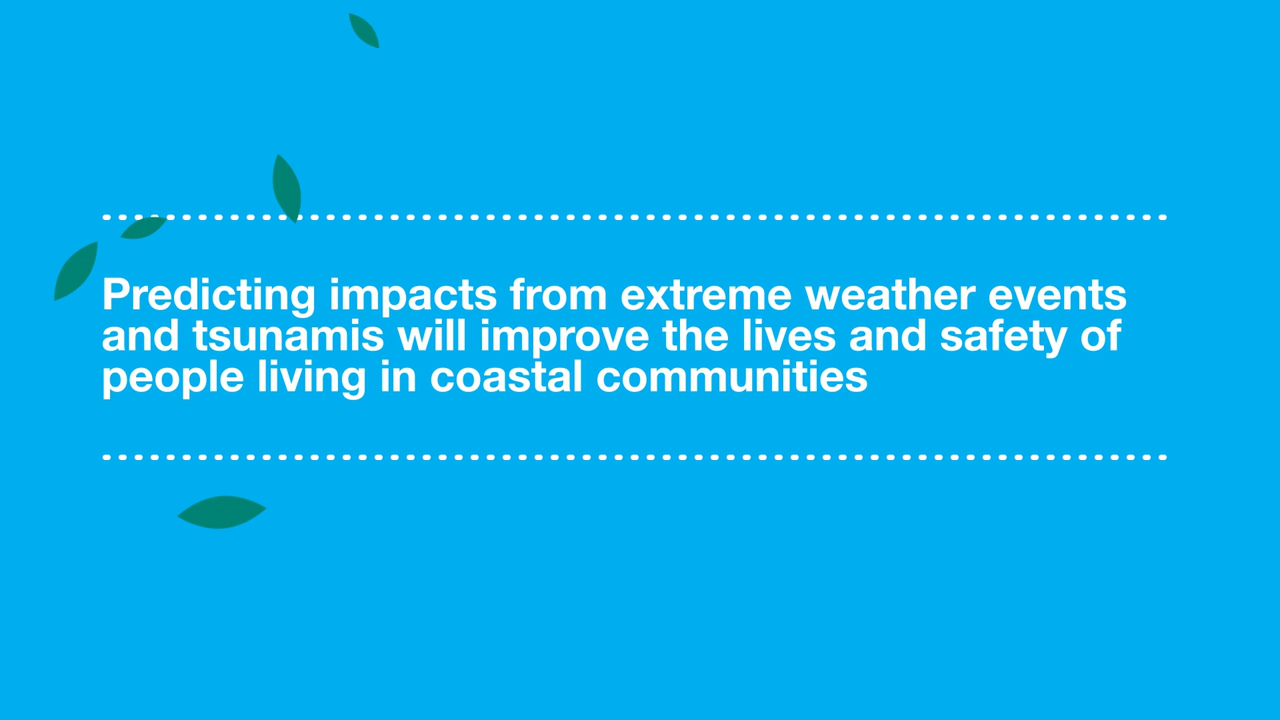 Predicting impacts from extreme weather events
and tsunamis will improve the lives and safety of
people living in coastal communities